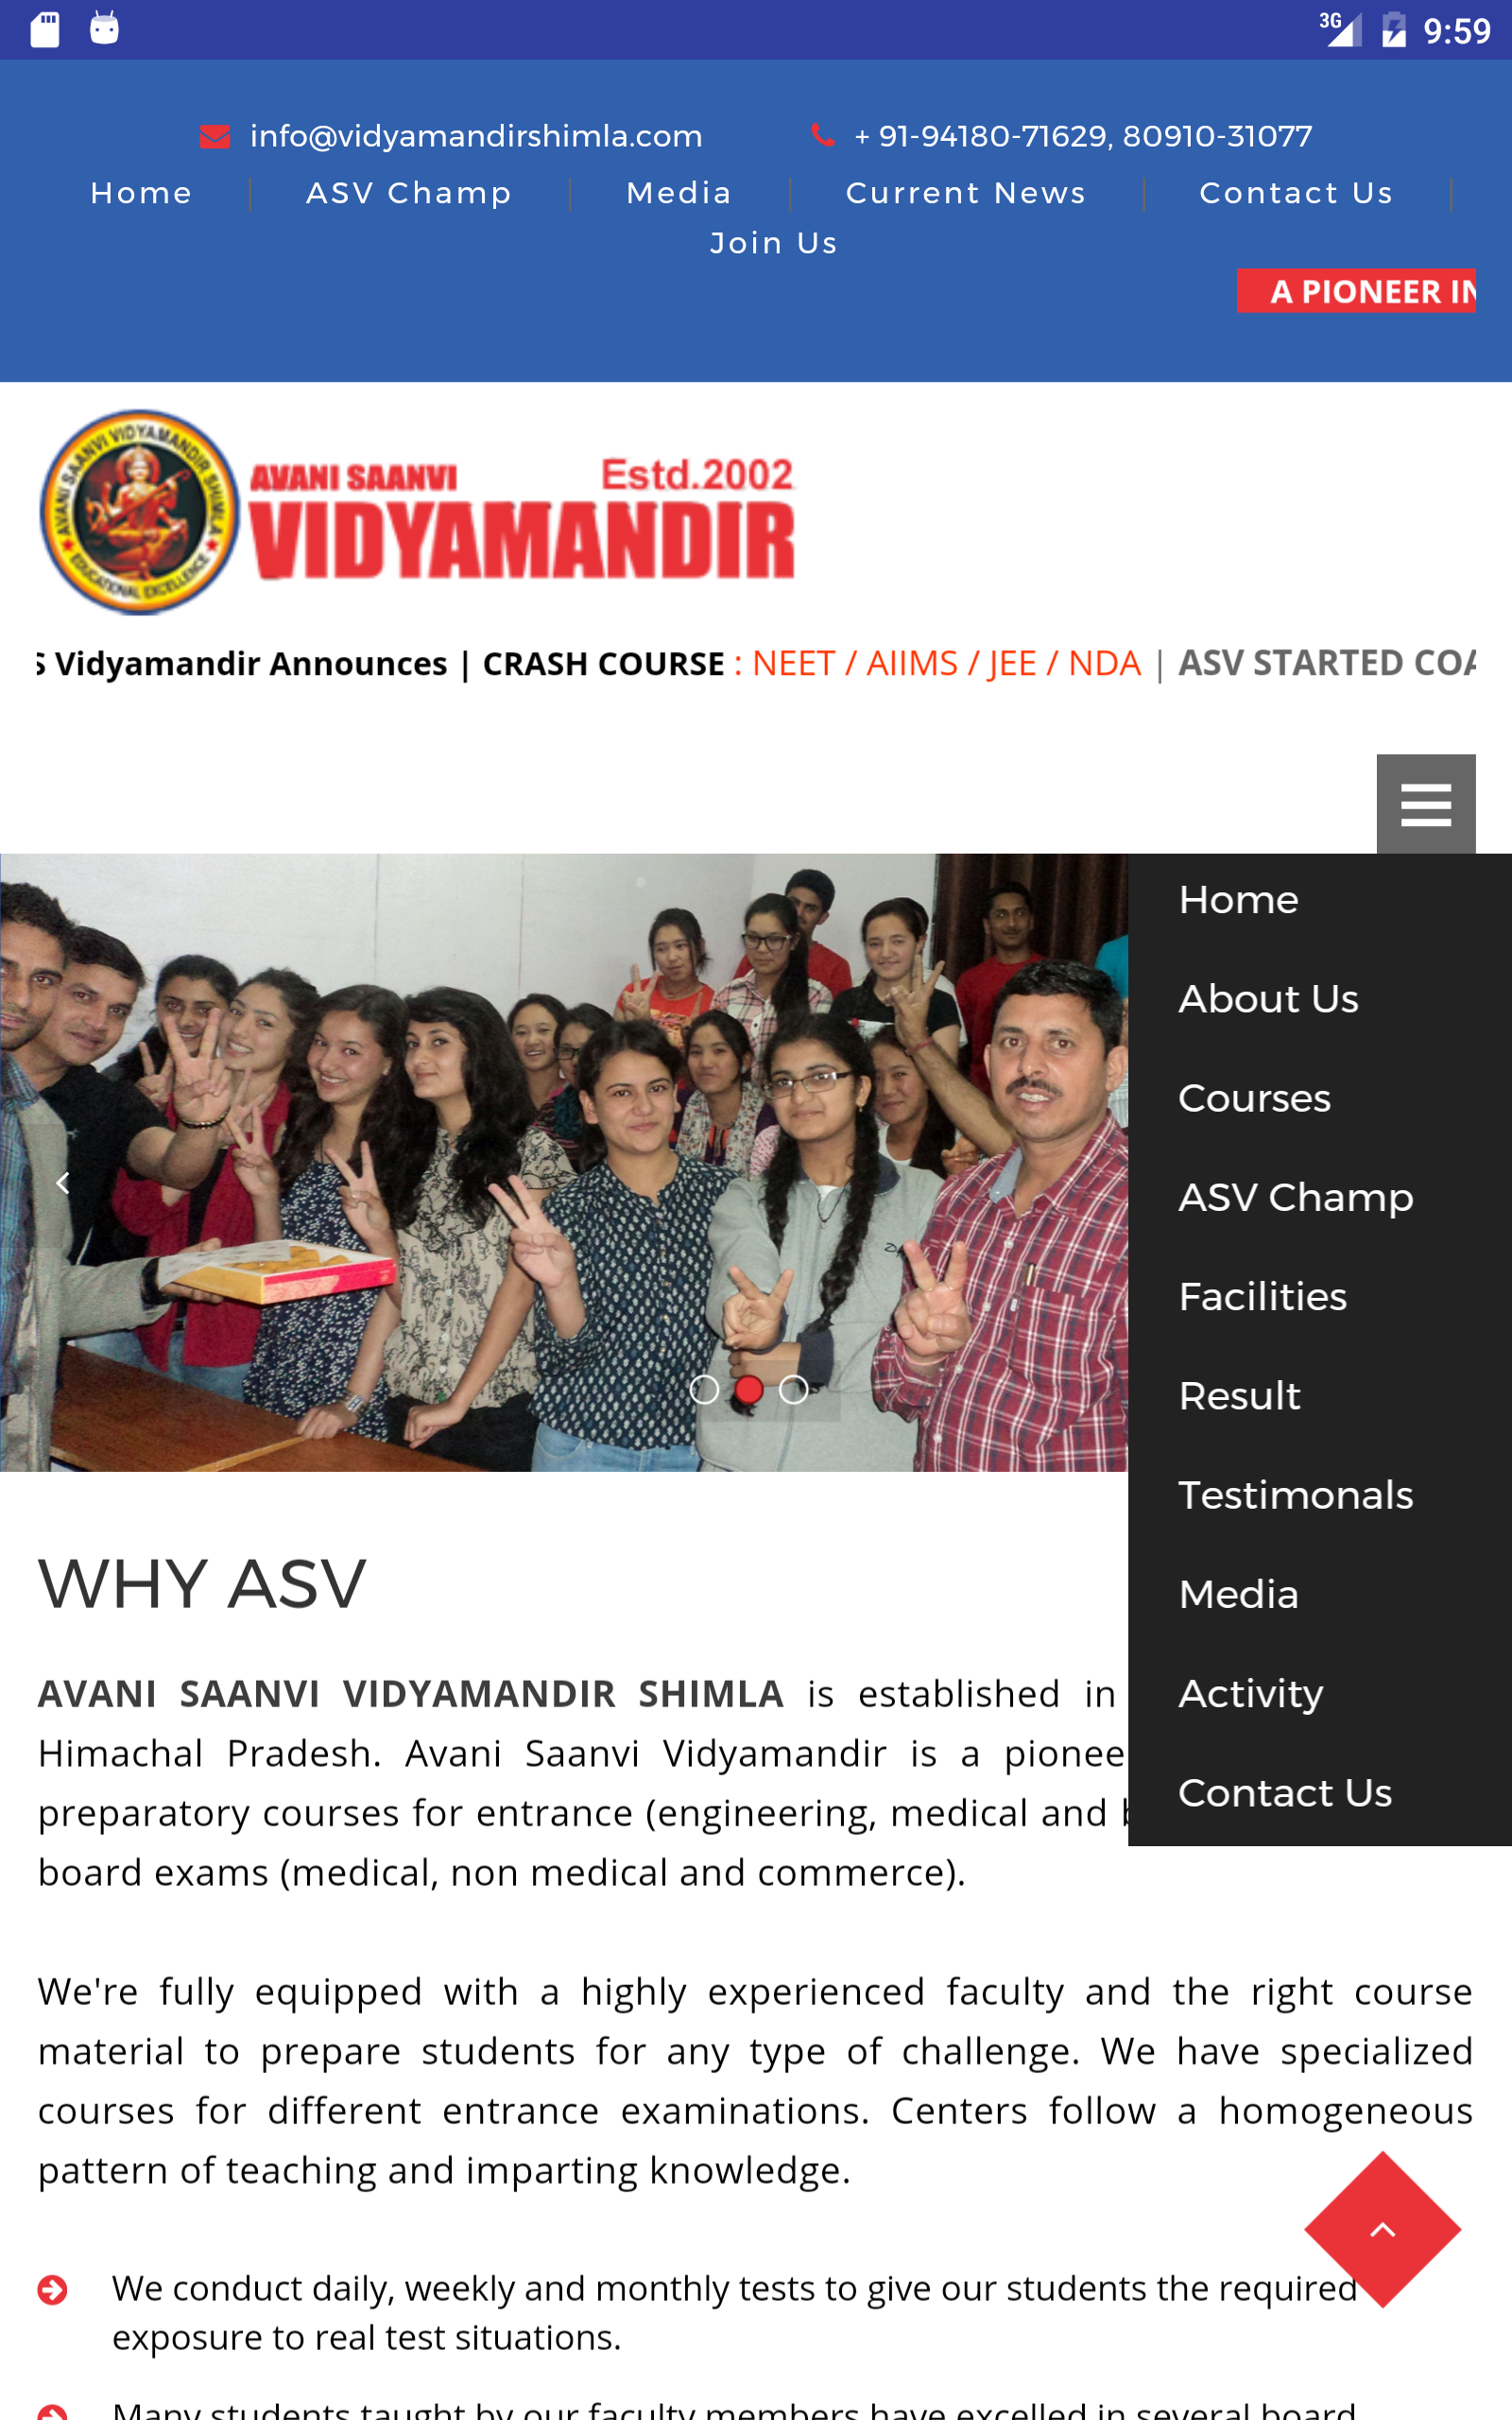 3G 9:59
info@vidyamandirshimla.com + 91-94180-71629, 80910-31077
Home ASV Champ Media Current News Contact Us
Join Us
A PIONEER IN
AVANI SAANVI VIDYAMANDIR SHIMLA
EDUCATIONAL EXCELLENCE
AVANI SAANVI Estd.2002
VIDYAMANDIR
S Vidyamandir Announces | CRASH COURSE : NEET / AIIMS / JEE / NDA | ASV STARTED COA
Home
About Us
Courses
ASV Champ
Facilities
Result
Testimonals
Media
Activity
Contact Us
WHY ASV
AVANI SAANVI VIDYAMANDIR SHIMLA is established in
Himachal Pradesh. Avani Saanvi Vidyamandir is a pionee
preparatory courses for entrance (engineering, medical and
board exams (medical, non medical and commerce).
We're fully equipped with a highly experienced faculty and the right course
material to prepare students for any type of challenge. We have specialized
courses for different entrance examinations. Centers follow a homogeneous
pattern of teaching and imparting knowledge.
We conduct daily, weekly and monthly tests to give our students the required
exposure to real test situations.
Many students taught by our faculty members have excelled in several board